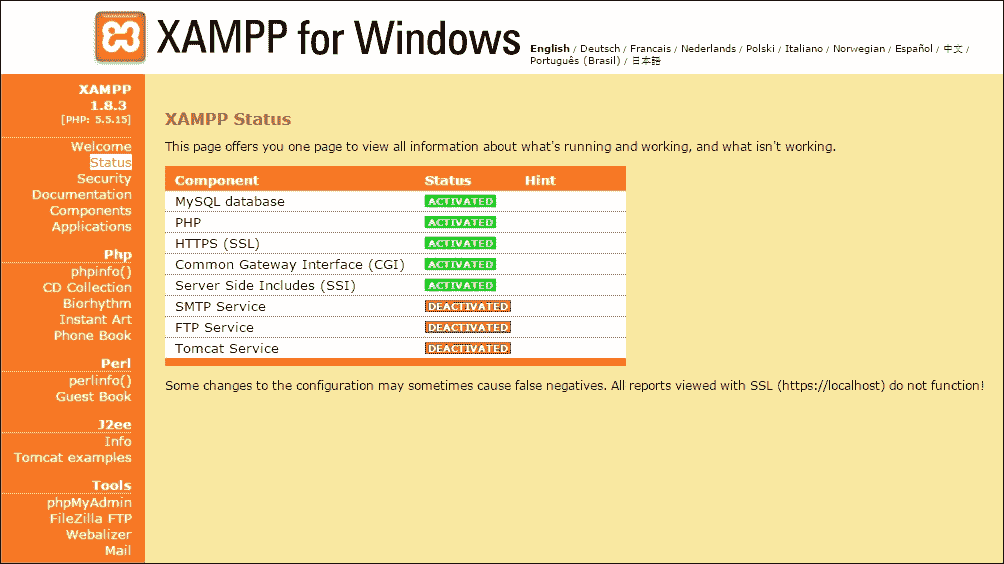 XAMPP for Windows
English / Deutsch / Francais / Nederlands / Polski / Italiano / Norwegian / Español / 中文 /
Português (Brasil) / 日本語
XAMPP
1.8.3
[PHP: 5.5.15]
Welcome
Status
Security
Documentation
Components
Applications
Php
phpinfo()
CD Collection
Biorhythm
Instant Art
Phone Book
Perl
perlinfo()
Guest Book
J2ee
Info
Tomcat examples
Tools
phpMyAdmin
FileZilla FTP
Webalizer
Mail
XAMPP Status
This page offers you one page to view all information about what's running and working, and what isn't working.
Component Status Hint
MySQL database ACTIVATED
PHP ACTIVATED
HTTPS (SSL) ACTIVATED
Common Gateway Interface (CGI) ACTIVATED
Server Side Includes (SSI) ACTIVATED
SMTP Service DEACTIVATED
FTP Service DEACTIVATED
Tomcat Service DEACTIVATED
Some changes to the configuration may sometimes cause false negatives. All reports viewed with SSL (https://localhost) do not function!